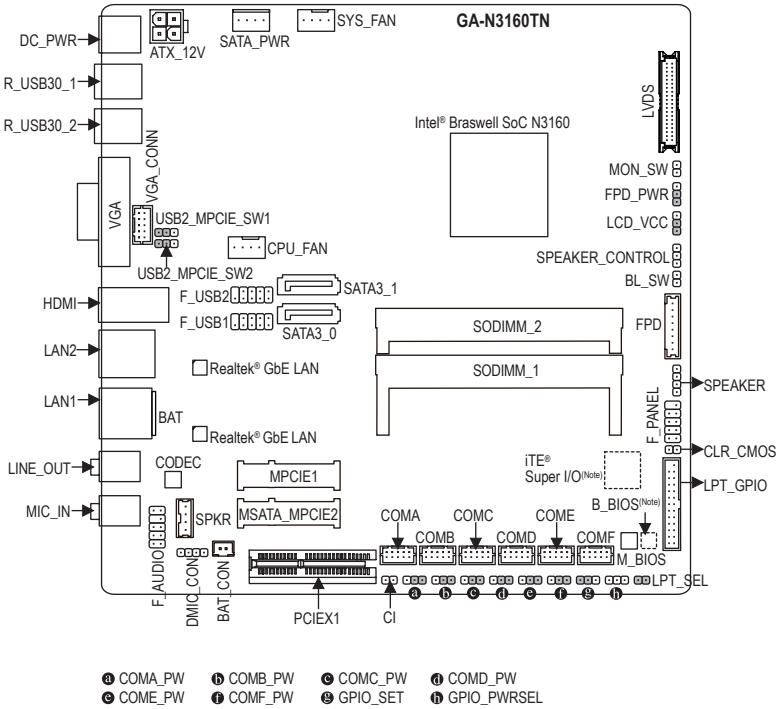 GA-N3160TN
DC_PWR
ATX_12V
SATA_PWR
SYS_FAN
R_USB30_1
R_USB30_2
LVDS
Intel® Braswell SoC N3160
VGA_CONN
VGA
MON_SW
FPD_PWR
USB2_MPCIE_SW1
LCD_VCC
CPU_FAN
SPEAKER_CONTROL
USB2_MPCIE_SW2
BL_SW
HDMI
F_USB2
SATA3_1
F_USB1
SATA3_0
SODIMM_2
FPD
LAN2
Realtek® GbE LAN
SODIMM_1
SPEAKER
LAN1
BAT
F_PANEL
Realtek® GbE LAN
CLR_CMOS
LINE_OUT
CODEC
MPCIE1
iTE®
Super I/O(Note)
LPT_GPIO
B_BIOS(Note)
MIC_IN
SPKR
MSATA_MPCIE2
COMA
COMB
COMC
COMD
COME
COMF
M_BIOS
F_AUDIO
DMIC_CON
BAT_CON
PCIEX1
CI
a b c d e f g h
LPT_SEL
a COMA_PW b COMB_PW c COMC_PW d COMD_PW
e COME_PW f COMF_PW g GPIO_SET h GPIO_PWRSEL